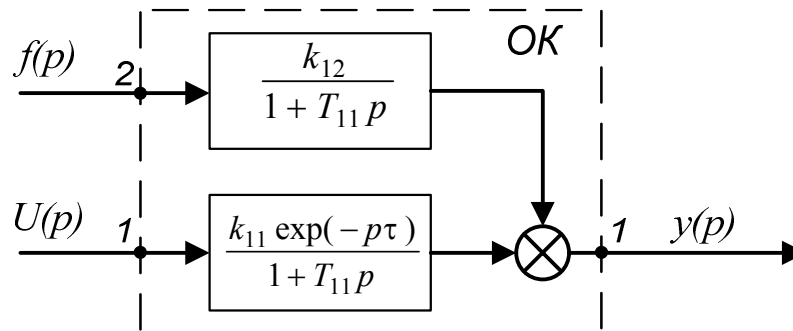 f(p)
2
k₁₂
1 + T₁₁ p
ОК
U(p)
1
k₁₁ exp(− pτ )
1 + T₁₁ p
1
y(p)